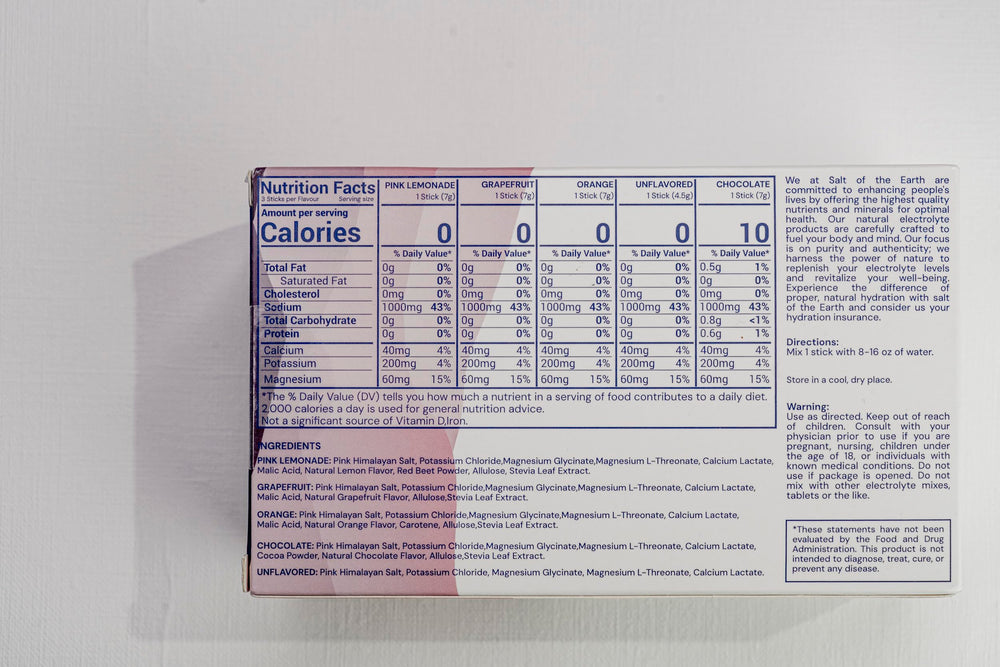 Nutrition Facts PINK LEMONADE GRAPEFRUIT ORANGE UNFLAVORED CHOCOLATE
3 Sticks per Flavour Serving size 1 Stick (7g) 1 Stick (7g) 1 Stick (7g) 1 Stick (4.5g) 1 Stick (7g)
Amount per serving
Calories 0 0 0 0 10
% Daily Value* % Daily Value* % Daily Value* % Daily Value* % Daily Value*
Total Fat 0g 0% 0g 0% 0g 0% 0g 0% 0.5g 1%
Saturated Fat 0g 0% 0g 0% 0g 0% 0g 0% 0g 0%
Cholesterol 0mg 0% 0mg 0% 0mg 0% 0mg 0% 0mg 0%
Sodium 1000mg 43% 1000mg 43% 1000mg 43% 1000mg 43% 1000mg 43%
Total Carbohydrate 0g 0% 0g 0% 0g 0% 0g 0% 0.8g <1%
Protein 0g 0% 0g 0% 0g 0% 0g 0% 0.6g 1%
Calcium 40mg 4% 40mg 4% 40mg 4% 40mg 4% 40mg 4%
Potassium 200mg 4% 200mg 4% 200mg 4% 200mg 4% 200mg 4%
Magnesium 60mg 15% 60mg 15% 60mg 15% 60mg 15% 60mg 15%
*The % Daily Value (DV) tells you how much a nutrient in a serving of food contributes to a daily diet.
2,000 calories a day is used for general nutrition advice.
Not a significant source of Vitamin D,Iron.
INGREDIENTS
PINK LEMONADE: Pink Himalayan Salt, Potassium Chloride,Magnesium Glycinate,Magnesium L-Threonate, Calcium Lactate,
Malic Acid, Natural Lemon Flavor, Red Beet Powder, Allulose, Stevia Leaf Extract.
GRAPEFRUIT: Pink Himalayan Salt, Potassium Chloride,Magnesium Glycinate,Magnesium L-Threonate, Calcium Lactate,
Malic Acid, Natural Grapefruit Flavor, Allulose,Stevia Leaf Extract.
ORANGE: Pink Himalayan Salt, Potassium Chloride,Magnesium Glycinate,Magnesium L-Threonate, Calcium Lactate,
Malic Acid, Natural Orange Flavor, Carotene, Allulose,Stevia Leaf Extract.
CHOCOLATE: Pink Himalayan Salt, Potassium Chloride,Magnesium Glycinate,Magnesium L-Threonate, Calcium Lactate,
Cocoa Powder, Natural Chocolate Flavor, Allulose,Stevia Leaf Extract.
UNFLAVORED: Pink Himalayan Salt, Potassium Chloride, Magnesium Glycinate, Magnesium L-Threonate, Calcium Lactate.
We at Salt of the Earth are
committed to enhancing people's
lives by offering the highest quality
nutrients and minerals for optimal
health. Our natural electrolyte
products are carefully crafted to
fuel your body and mind. Our focus
is on purity and authenticity; we
harness the power of nature to
replenish your electrolyte levels
and revitalize your well-being.
Experience the difference of
proper, natural hydration with salt
of the Earth and consider us your
hydration insurance.
Directions:
Mix 1 stick with 8-16 oz of water.
Store in a cool, dry place.
Warning:
Use as directed. Keep out of reach
of children. Consult with your
physician prior to use if you are
pregnant, nursing, children under
the age of 18, or individuals with
known medical conditions. Do not
use if package is opened. Do not
mix with other electrolyte mixes,
tablets or the like.
*These statements have not been
evaluated by the Food and Drug
Administration. This product is not
intended to diagnose, treat, cure, or
prevent any disease.